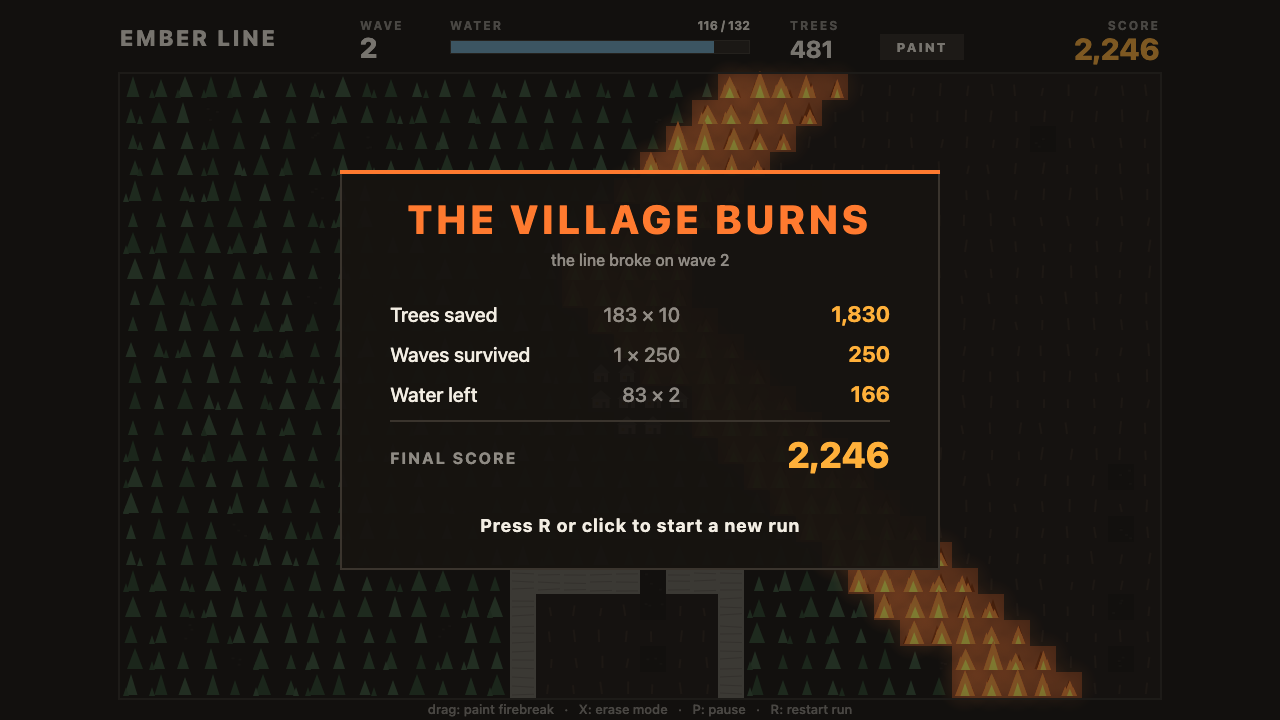 EMBER LINE
WAVE
2
WATER
116 / 132
TREES
481
PAINT
SCORE
2,246
THE VILLAGE BURNS
the line broke on wave 2
Trees saved 183 × 10 1,830
Waves survived 1 × 250 250
Water left 83 × 2 166
FINAL SCORE 2,246
Press R or click to start a new run
drag: paint firebreak · X: erase mode · P: pause · R: restart run